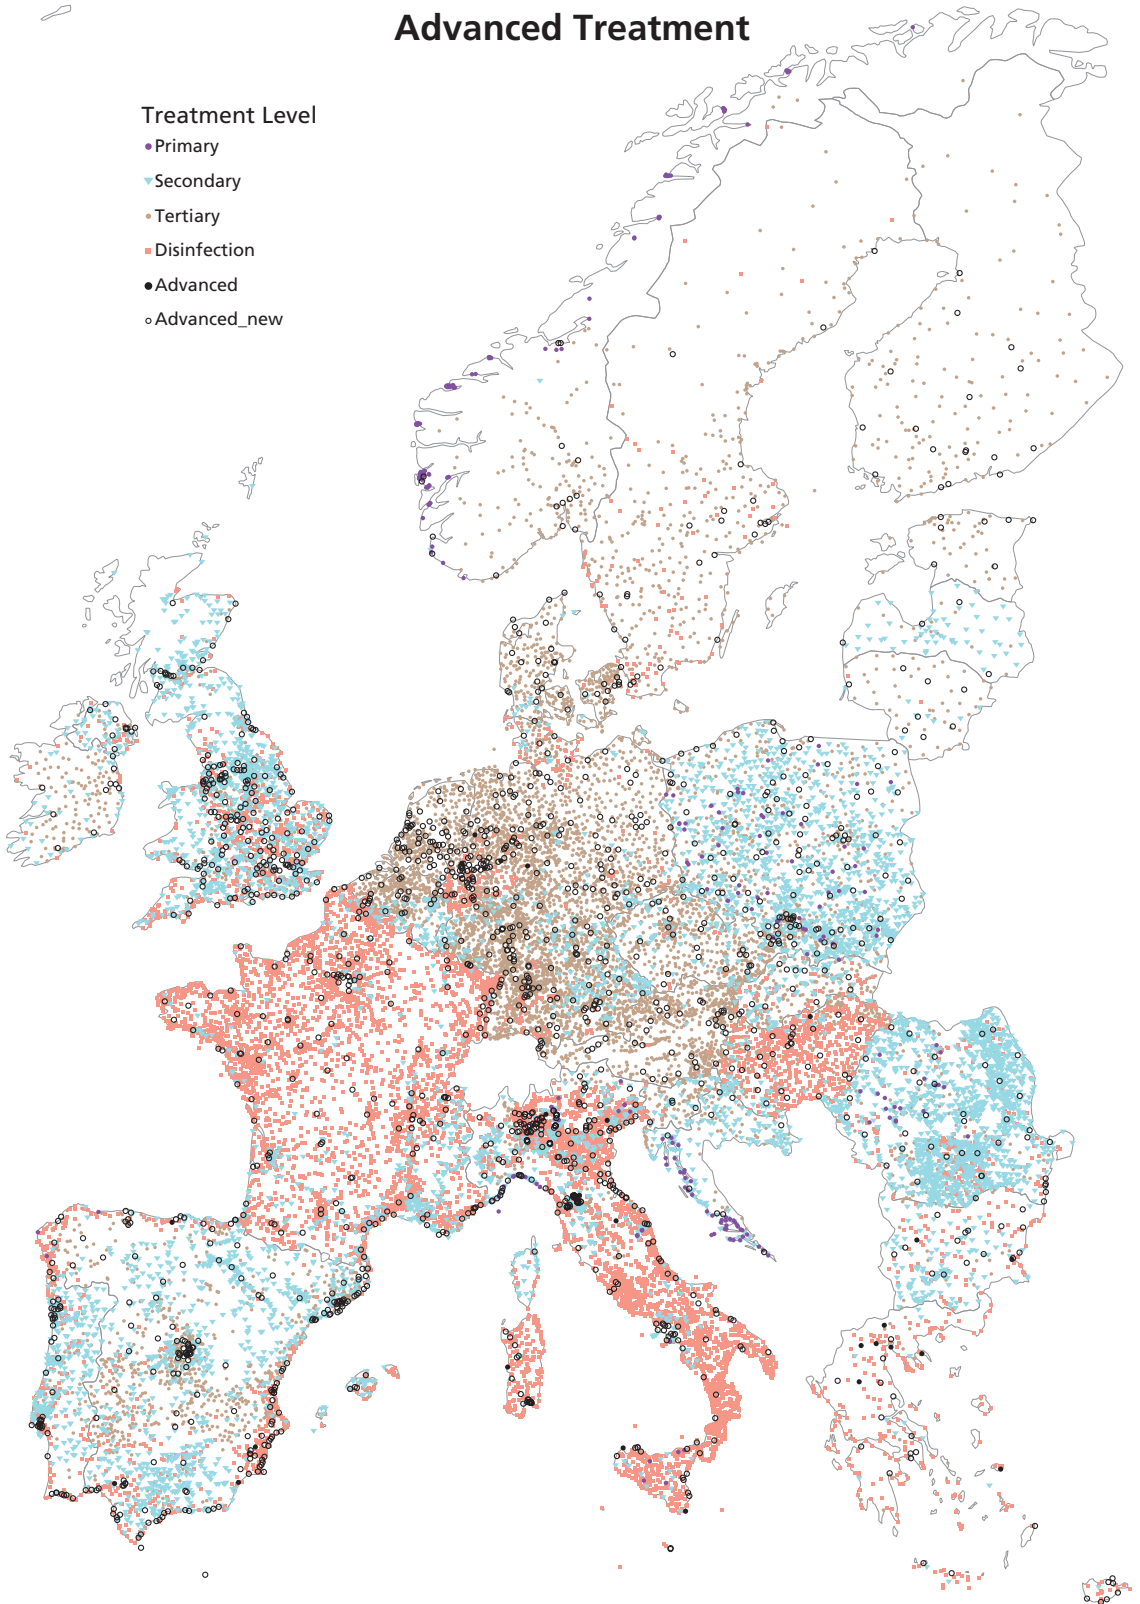 Advanced Treatment
Treatment Level
Primary
Secondary
Tertiary
Disinfection
Advanced
Advanced_new